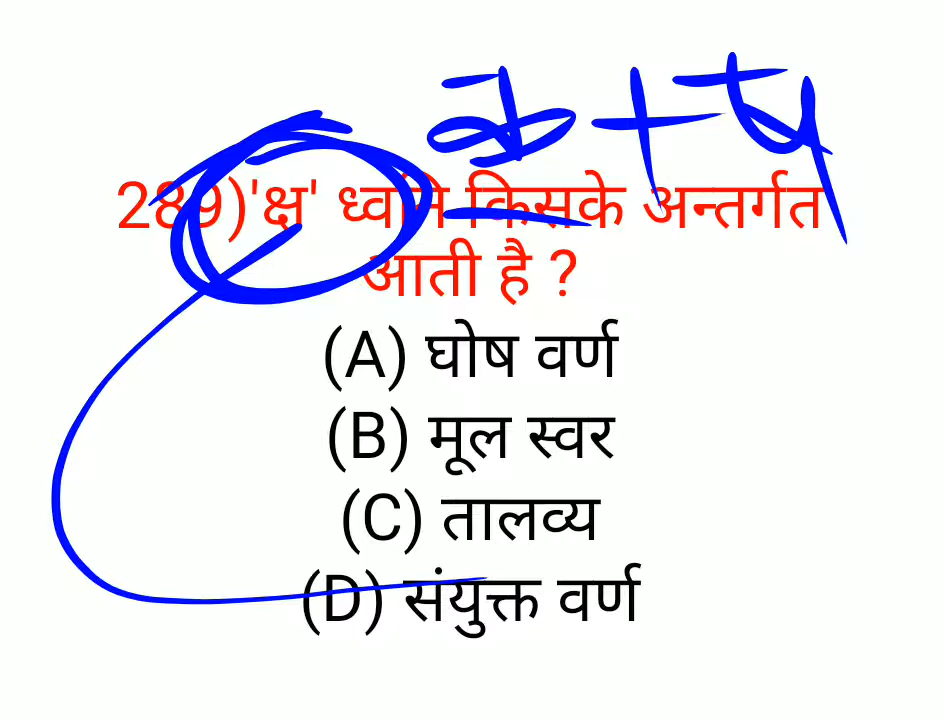 289)'क्ष' ध्वनि किसके अन्तर्गत
आती है ?
(A) घोष वर्ण
(B) मूल स्वर
(C) तालव्य
(D) संयुक्त वर्ण